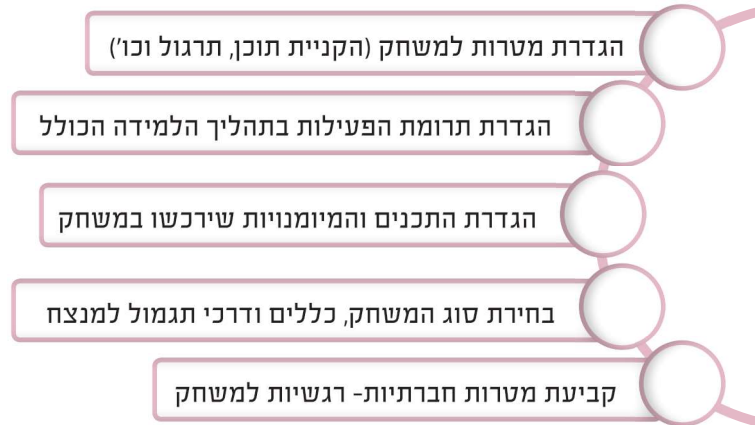 הגדרת מטרות למשחק (הקניית תוכן, תרגול וכו')
הגדרת תרומת הפעילות בתהליך הלמידה הכולל
הגדרת התכנים והמיומנויות שירכשו במשחק
בחירת סוג המשחק, כללים ודרכי תגמול למנצח
קביעת מטרות חברתיות- רגשיות למשחק